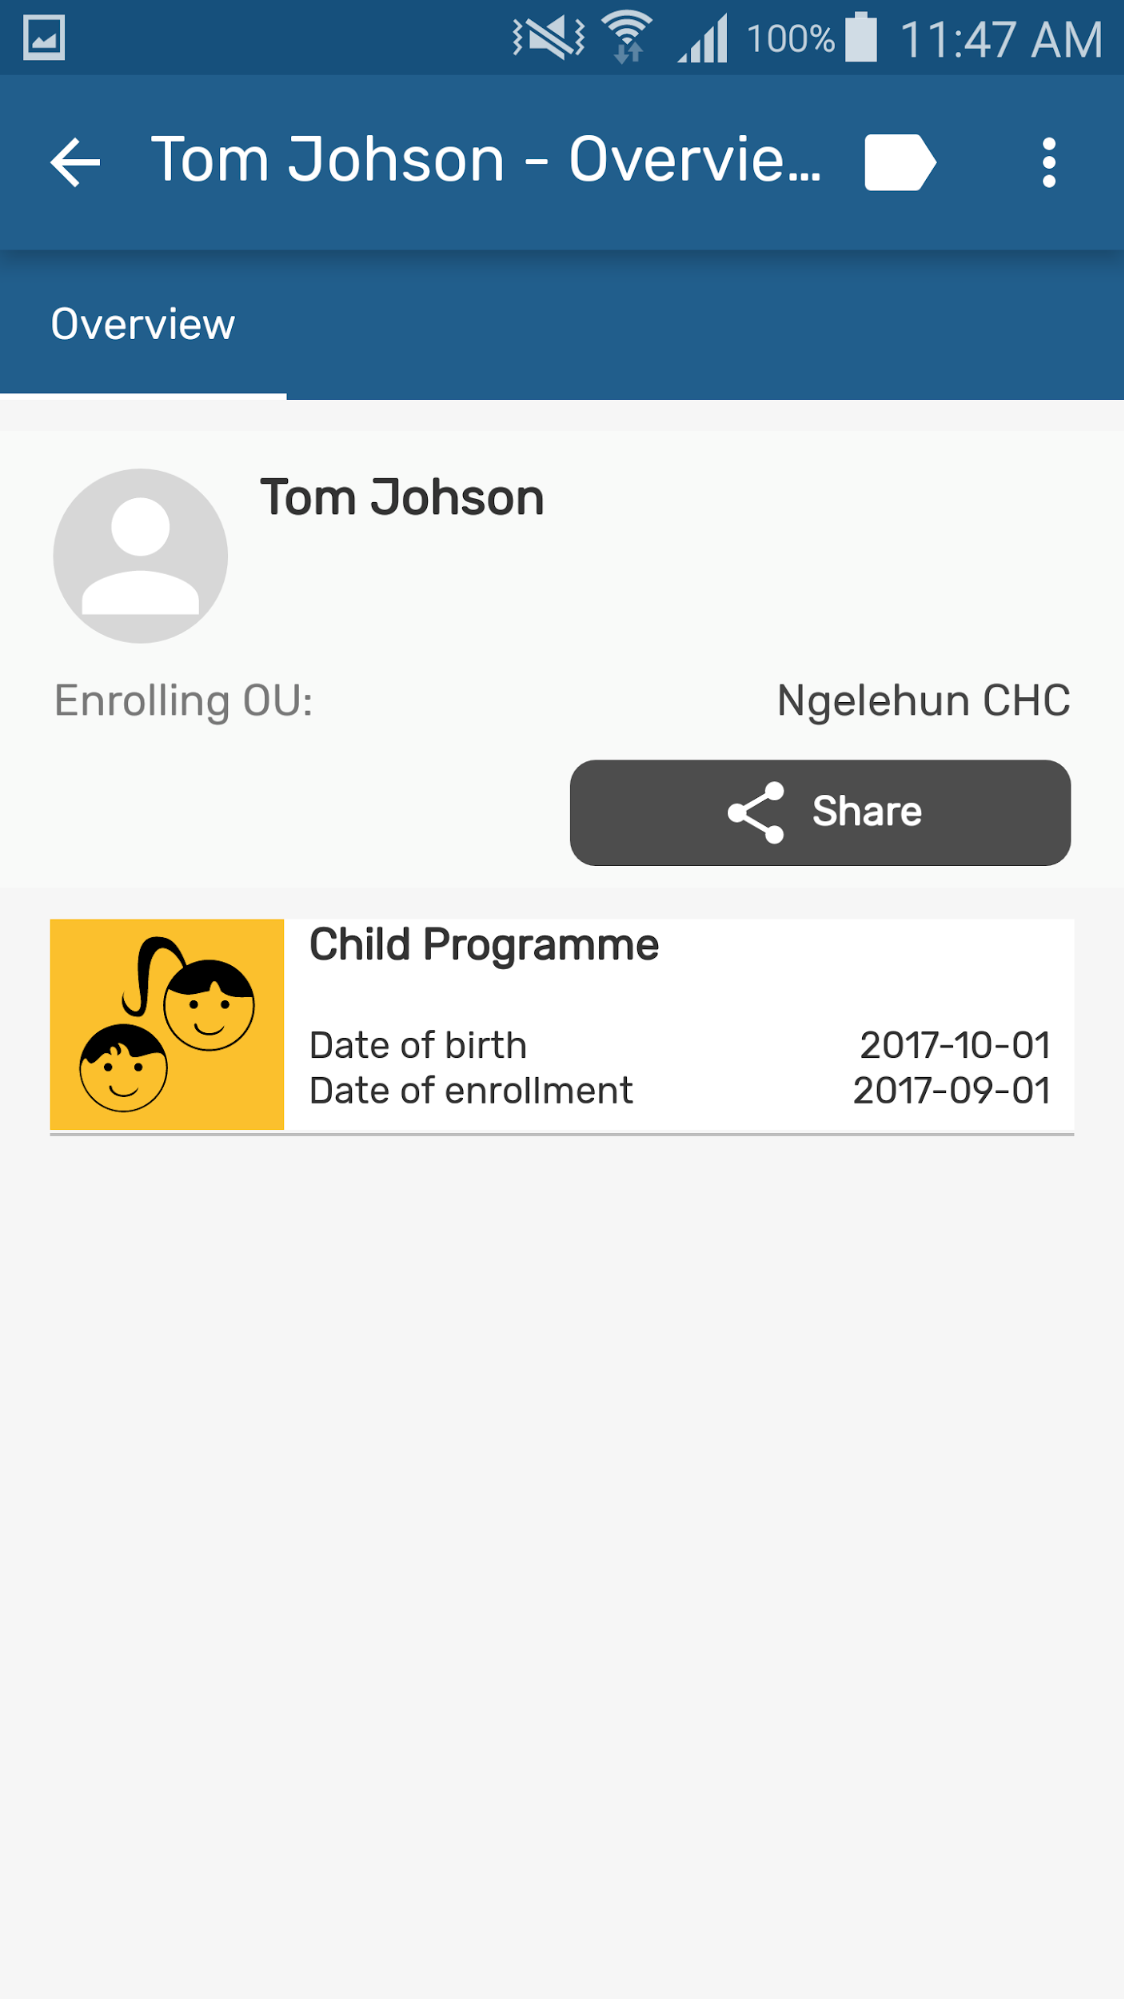 100% 11:47 AM
Tom Johson - Overvie...
Overview
Tom Johson
Enrolling OU: Ngelehun CHC
Share
Child Programme
Date of birth 2017-10-01
Date of enrollment 2017-09-01